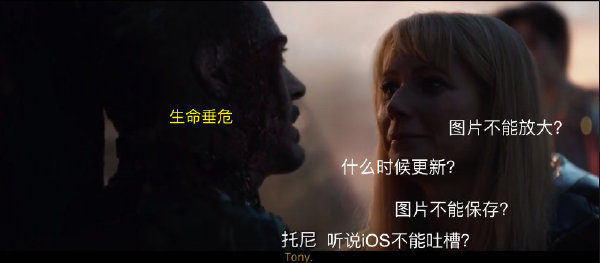 生命垂危
图片不能放大?
什么时候更新?
图片不能保存?
托尼 听说iOS不能吐槽?
Tony.